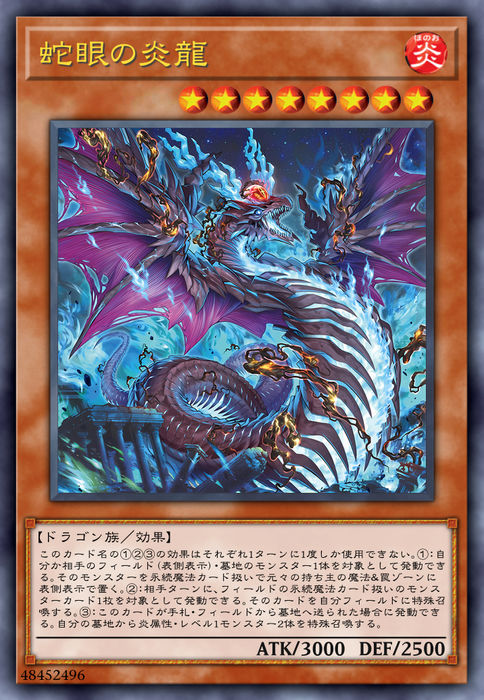 蛇眼の炎龍
ほのお
炎
【ドラゴン族／効果】
このカード名の①②③の効果はそれぞれ1ターンに1度しか使用できない。①：自
分か相手のフィールド(表側表示)・墓地のモンスター1体を対象として発動でき
る。そのモンスターを永続魔法カード扱いで元々の持ち主の魔法&罠ゾーンに
表側表示で置く。②：相手ターンに、フィールドの永続魔法カード扱いのモンス
ターカード1枚を対象として発動できる。そのカードを自分フィールドに特殊召
喚する。③：このカードが手札・フィールドから墓地へ送られた場合に発動でき
る。自分の墓地から炎属性・レベル1モンスター2体を特殊召喚する。
ATK/3000 DEF/2500
48452496